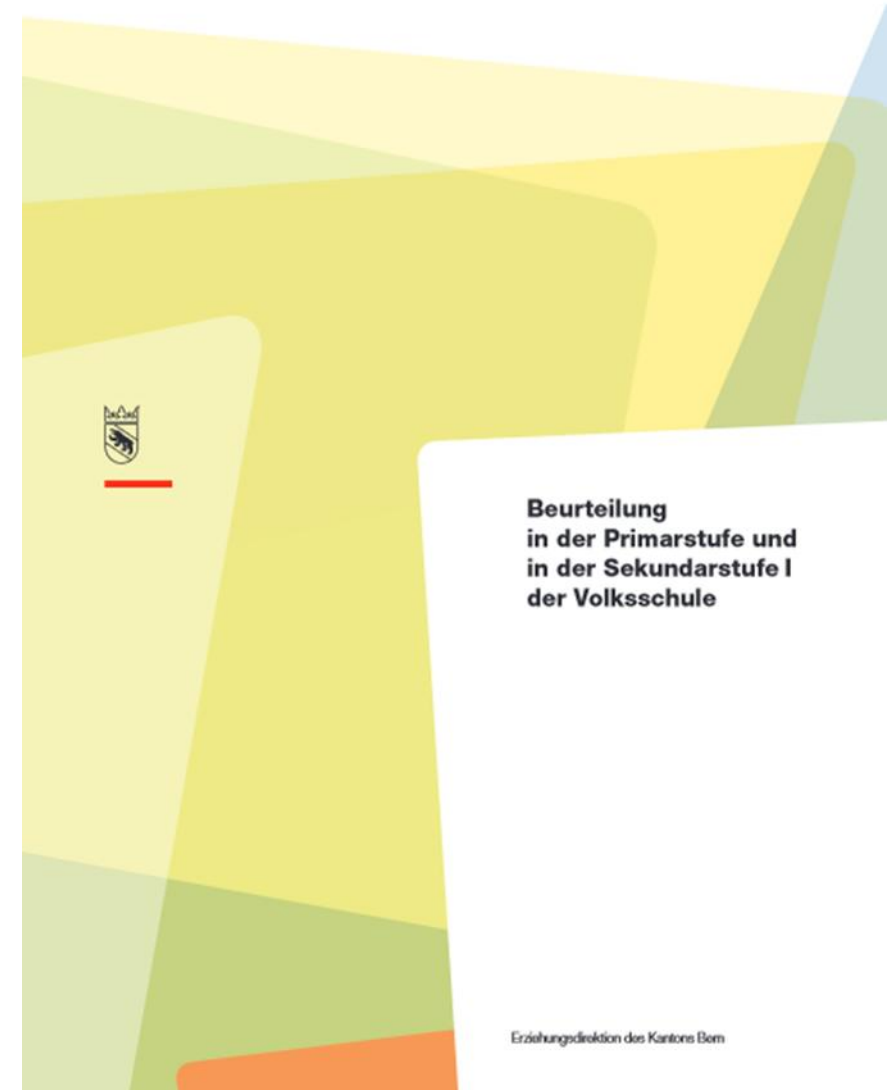 Beurteilung
in der Primarstufe und
in der Sekundarstufe I
der Volksschule
Erziehungsdirektion des Kantons Bern